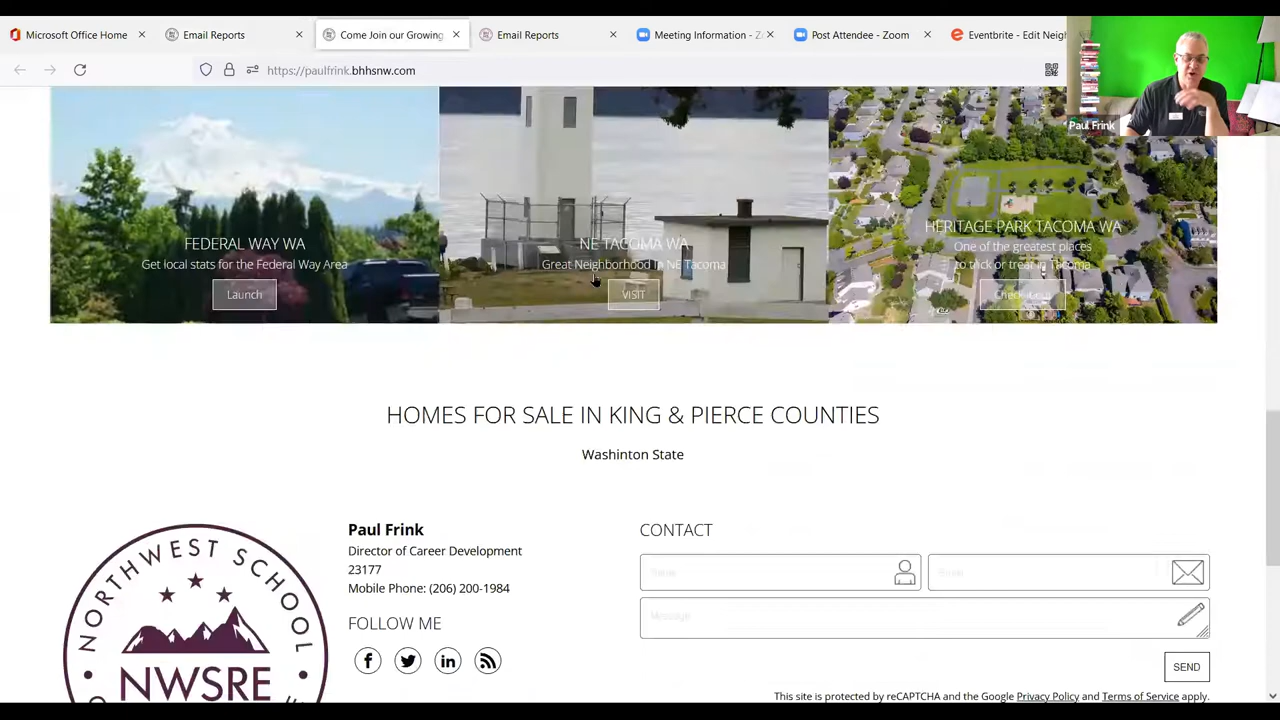 Microsoft Office Home
Email Reports
Come Join our Growing
Email Reports
Meeting Information - Z
Post Attendee - Zoom
Eventbrite - Edit Neigh
https://paulfrink.bhhsnw.com
Paul Frink
FEDERAL WAY WA
Get local stats for the Federal Way Area
Launch
NE TACOMA WA
Great Neighborhood in NE Tacoma
VISIT
HERITAGE PARK TACOMA WA
One of the greatest places
to trick or treat in Tacoma
HOMES FOR SALE IN KING & PIERCE COUNTIES
Washinton State
NORTHWEST SCHOOL
NWSRE
Paul Frink
Director of Career Development
23177
Mobile Phone: (206) 200-1984
FOLLOW ME
CONTACT
Name
Email
Message
SEND
This site is protected by reCAPTCHA and the Google Privacy Policy and Terms of Service apply.